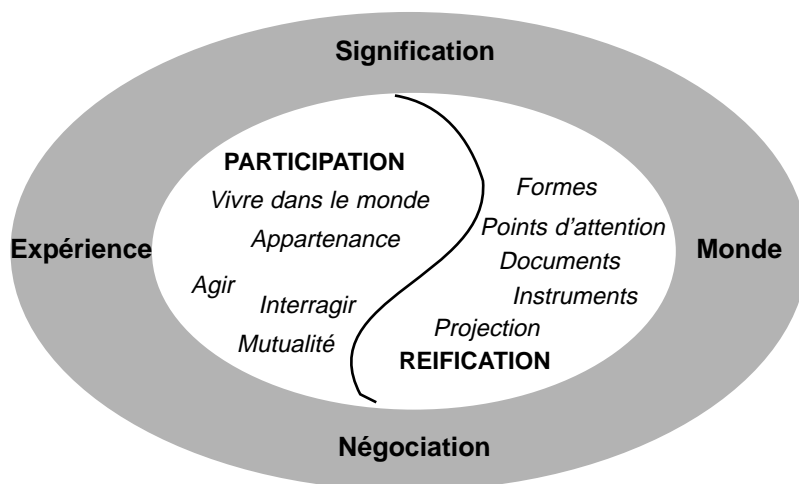 Signification
PARTICIPATION
Vivre dans le monde
Appartenance
Agir
Interragir
Mutualité
Formes
Points d’attention
Documents
Instruments
Projection
REIFICATION
Expérience
Monde
Négociation